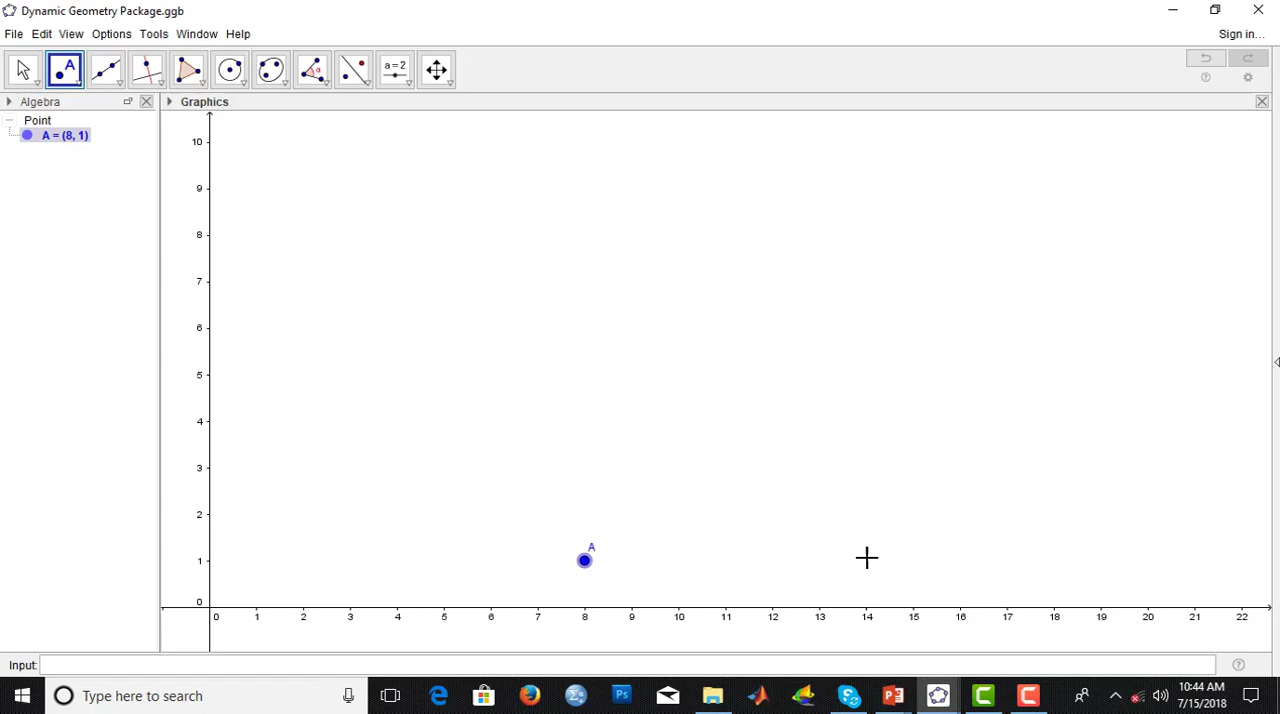 Dynamic Geometry Package.ggb
File Edit View Options Tools Window Help
Sign in...
A
a = 2
Algebra
Graphics
Point
A = (8, 1)
10
9
8
7
6
5
4
3
2
A
1
0
0 1 2 3 4 5 6 7 8 9 10 11 12 13 14 15 16 17 18 19 20 21 22
Input:
Type here to search
10:44 AM
7/15/2018